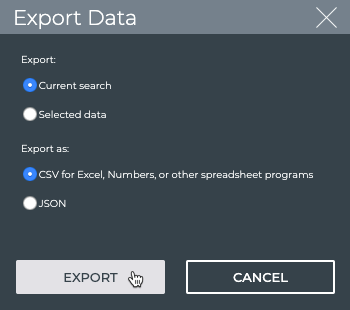 Export Data
Export:
Current search
Selected data
Export as:
CSV for Excel, Numbers, or other spreadsheet programs
JSON
EXPORT CANCEL